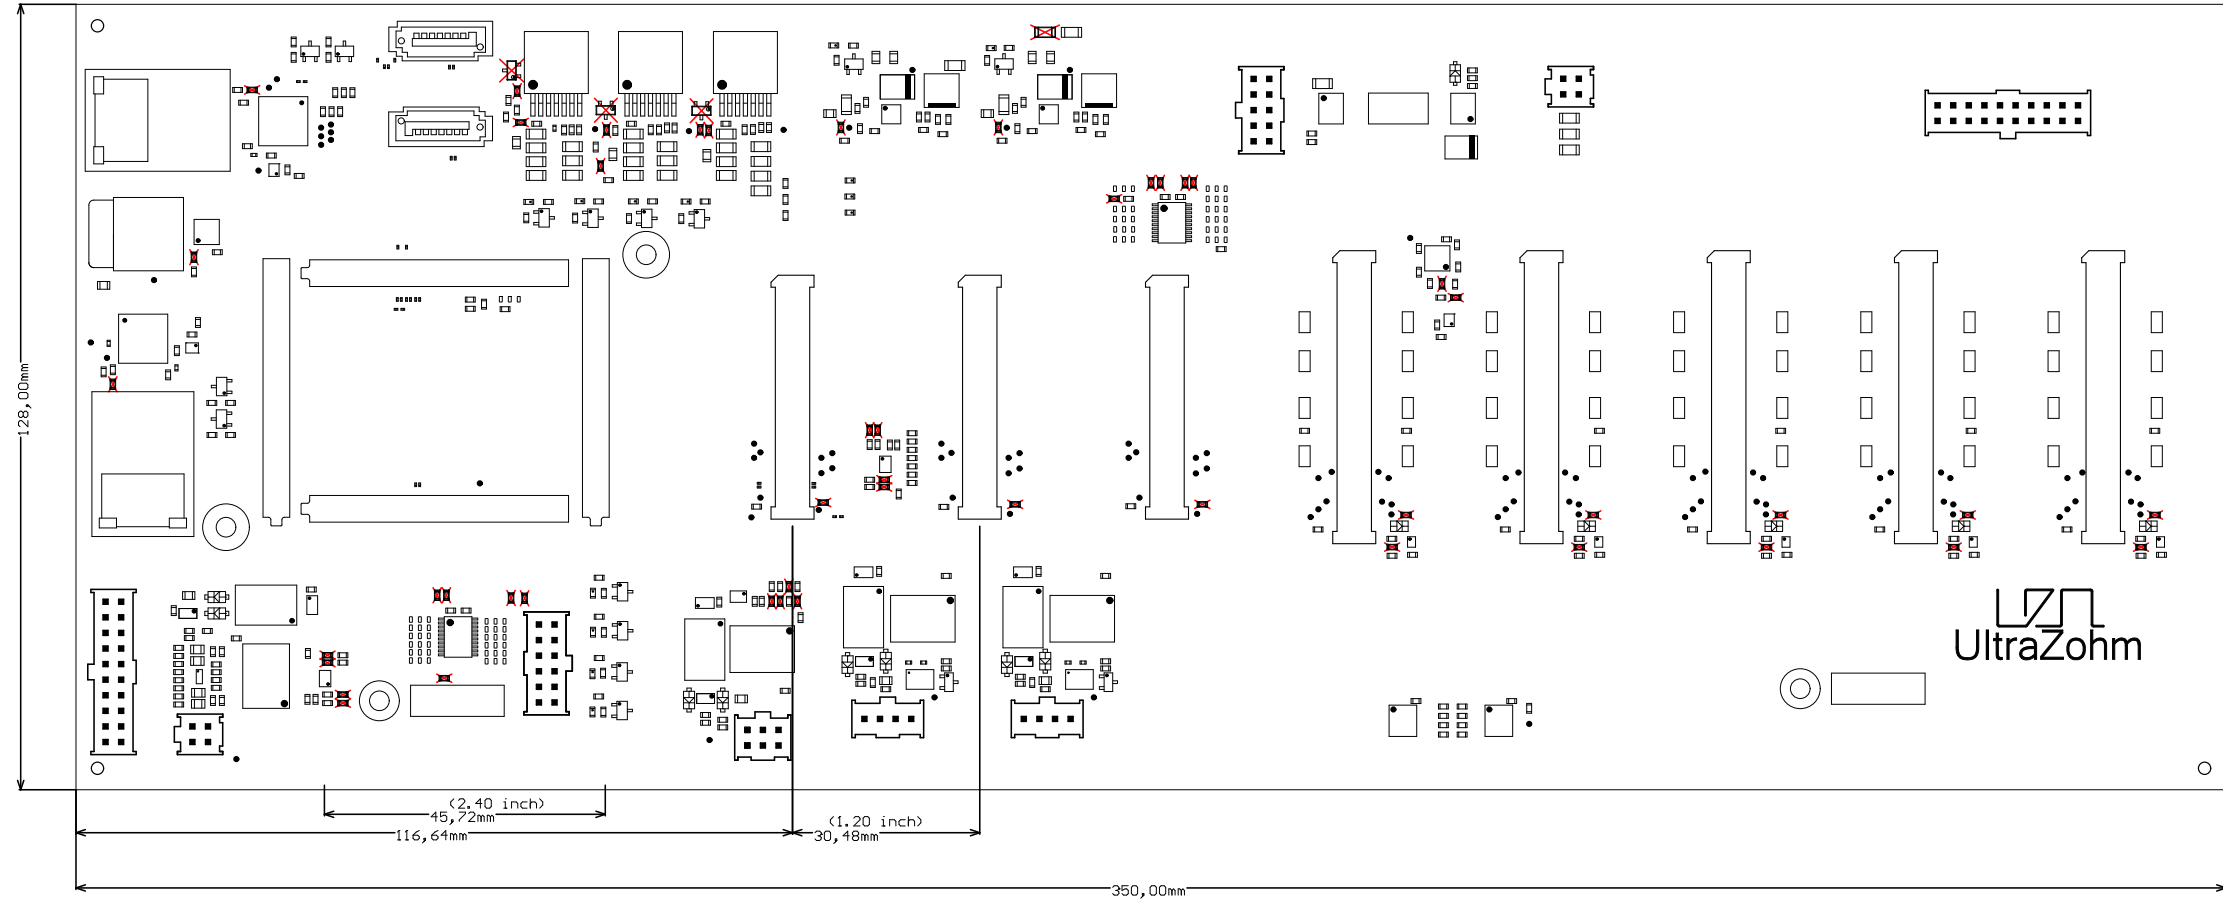 128,00mm
UltraZohm
(2.40 inch)
45,72mm
116,64mm
(1.20 inch)
30,48mm
350,00mm